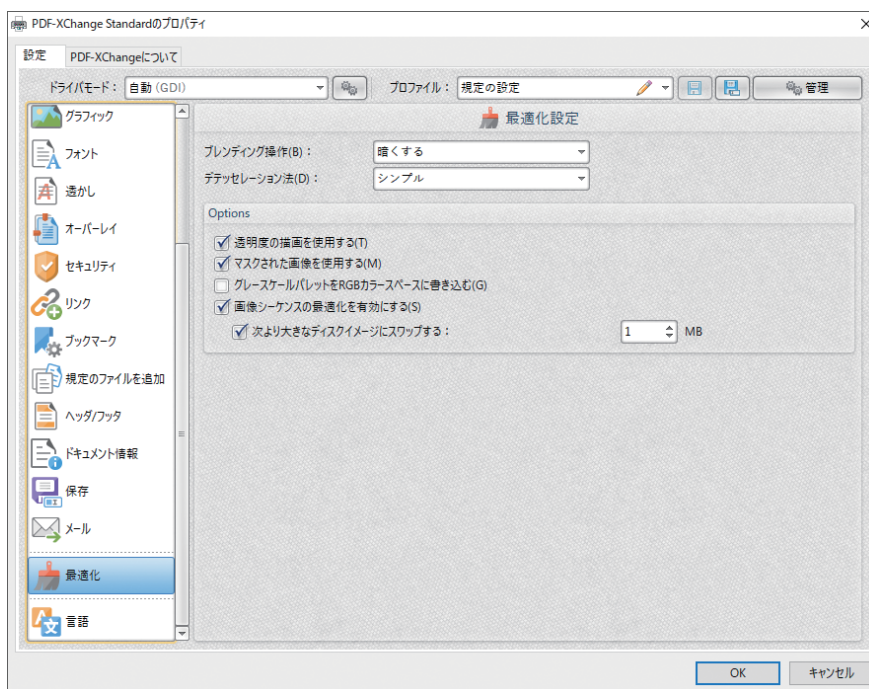 PDF-XChange Standardのプロパティ
設定 PDF-XChangeについて
ドライバモード： 自動 (GDI) プロファイル： 規定の設定 管理
グラフィック
フォント
透かし
オーバーレイ
セキュリティ
リンク
ブックマーク
規定のファイルを追加
ヘッダ/フッタ
ドキュメント情報
保存
メール
最適化
言語
最適化設定
ブレンディング操作(B)： 暗くする
デテッセレーション法(D)： シンプル
Options
透明度の描画を使用する(T)
マスクされた画像を使用する(M)
グレースケールパレットをRGBカラースペースに書き込む(G)
画像シーケンスの最適化を有効にする(S)
次より大きなディスクイメージにスワップする： 1 MB
OK キャンセル